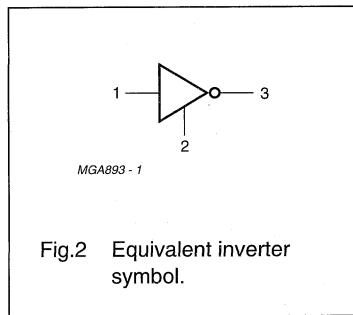 1 3
2
MGA893 - 1
Fig.2 Equivalent inverter
symbol.